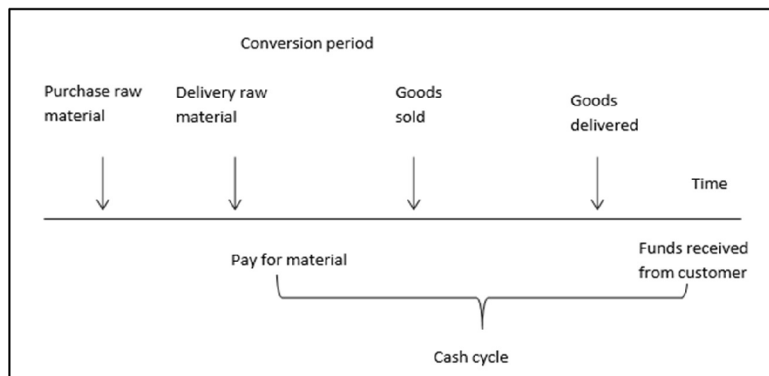 Conversion period
Purchase raw
material
Delivery raw
material
Goods
sold
Goods
delivered
Time
Pay for material
Funds received
from customer
Cash cycle